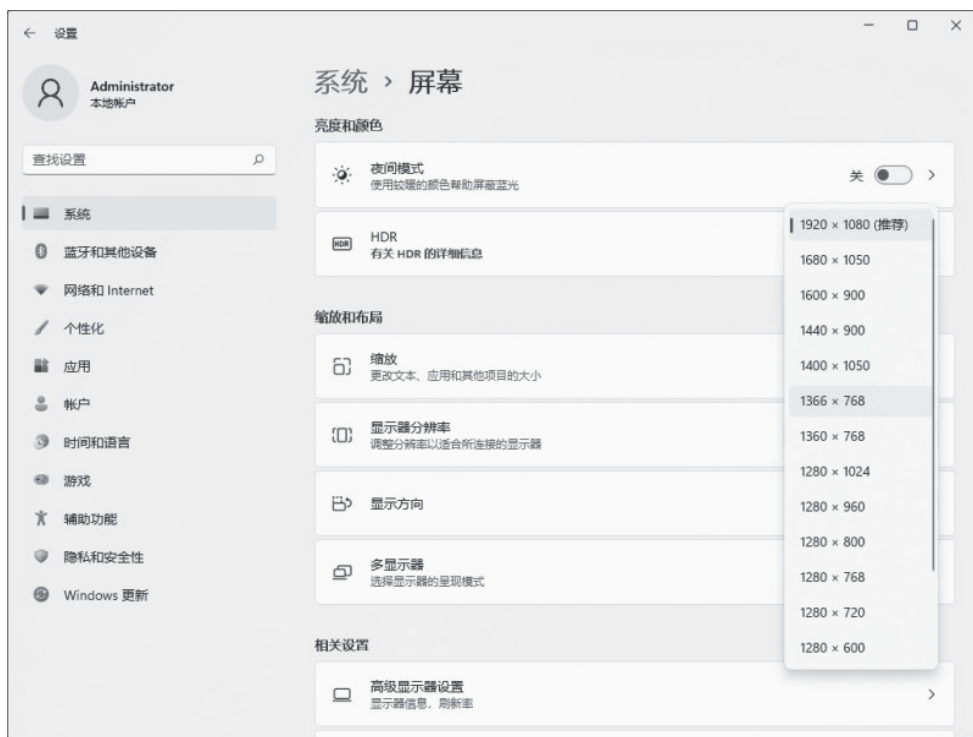 设置
Administrator
本地帐户
查找设置
系统
蓝牙和其他设备
网络和 Internet
个性化
应用
帐户
时间和语言
游戏
辅助功能
隐私和安全性
Windows 更新
系统 › 屏幕
亮度和颜色
夜间模式
使用较暖的颜色帮助屏蔽蓝光
关
HDR
HDR
有关 HDR 的详细信息
缩放和布局
缩放
更改文本、应用和其他项目的大小
显示器分辨率
调整分辨率以适合所连接的显示器
显示方向
多显示器
选择显示器的呈现模式
相关设置
高级显示器设置
显示器信息，刷新率
1920 × 1080 (推荐)
1680 × 1050
1600 × 900
1440 × 900
1400 × 1050
1366 × 768
1360 × 768
1280 × 1024
1280 × 960
1280 × 800
1280 × 768
1280 × 720
1280 × 600